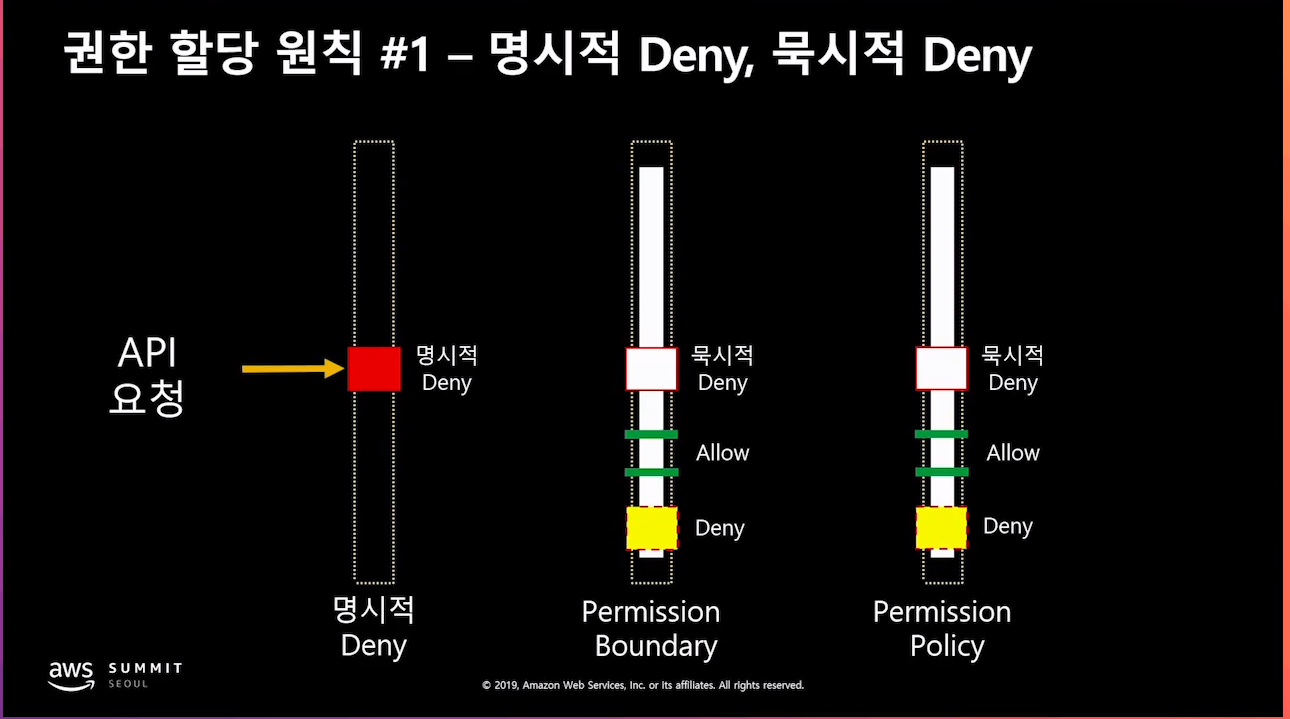 권한 할당 원칙 #1 – 명시적 Deny, 묵시적 Deny
API
요청
명시적
Deny
묵시적
Deny
Allow
Deny
묵시적
Deny
Allow
Deny
명시적
Deny
Permission
Boundary
Permission
Policy
aws SUMMIT
SEOUL
© 2019, Amazon Web Services, Inc. or its affiliates. All rights reserved.